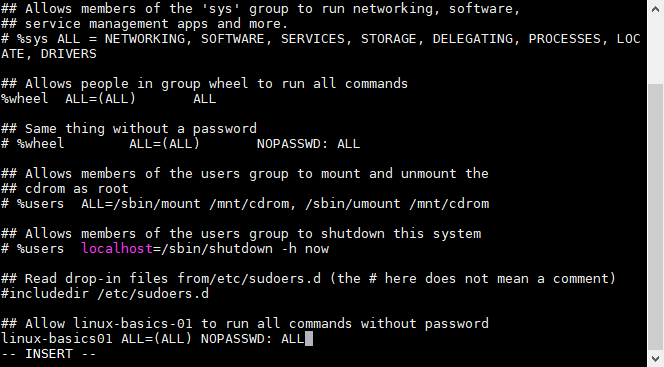 ## Allows members of the 'sys' group to run networking, software,
## service management apps and more.
# %sys ALL = NETWORKING, SOFTWARE, SERVICES, STORAGE, DELEGATING, PROCESSES, LOC
ATE, DRIVERS
## Allows people in group wheel to run all commands
%wheel  ALL=(ALL)       ALL
## Same thing without a password
# %wheel        ALL=(ALL)       NOPASSWD: ALL
## Allows members of the users group to mount and unmount the
## cdrom as root
# %users  ALL=/sbin/mount /mnt/cdrom, /sbin/umount /mnt/cdrom
## Allows members of the users group to shutdown this system
# %users  localhost=/sbin/shutdown -h now
## Read drop-in files from/etc/sudoers.d (the # here does not mean a comment)
#includedir /etc/sudoers.d
## Allow linux-basics-01 to run all commands without password
linux-basics01 ALL=(ALL) NOPASSWD: ALL
-- INSERT --